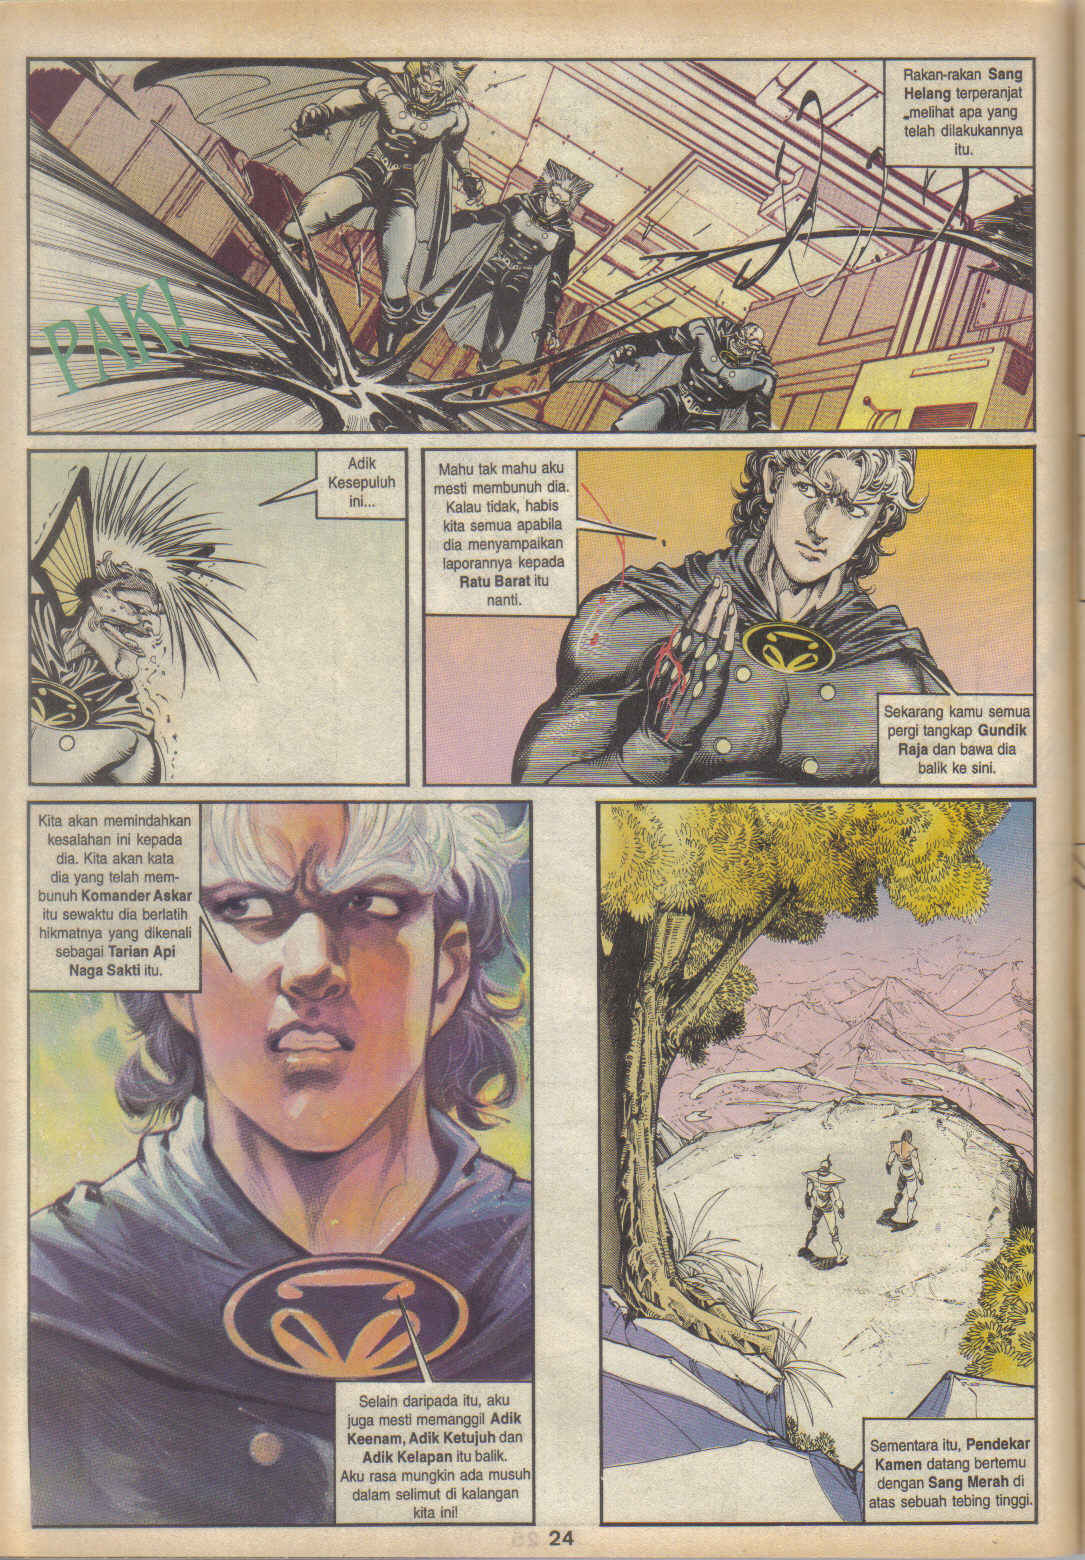 Rakan-rakan Sang
Helang terperanjat
melihat apa yang
telah dilakukannya
itu.
PAK!
Adik
Kesepuluh
ini...
Mahu tak mahu aku
mesti membunuh dia.
Kalau tidak, habis
kita semua apabila
dia menyampaikan
laporannya kepada
Ratu Barat itu
nanti.
Sekarang kamu semua
pergi tangkap Gundik
Raja dan bawa dia
balik ke sini.
Kita akan memindahkan
kesalahan ini kepada
dia. Kita akan kata
dia yang telah mem-
bunuh Komander Askar
itu sewaktu dia berlatih
hikmatnya yang dikenali
sebagai Tarian Api
Naga Sakti itu.
Selain daripada itu, aku
juga mesti memanggil Adik
Keenam, Adik Ketujuh dan
Adik Kelapan itu balik.
Aku rasa mungkin ada musuh
dalam selimut di kalangan
kita ini!
Sementara itu, Pendekar
Kamen datang bertemu
dengan Sang Merah di
atas sebuah tebing tinggi.
24